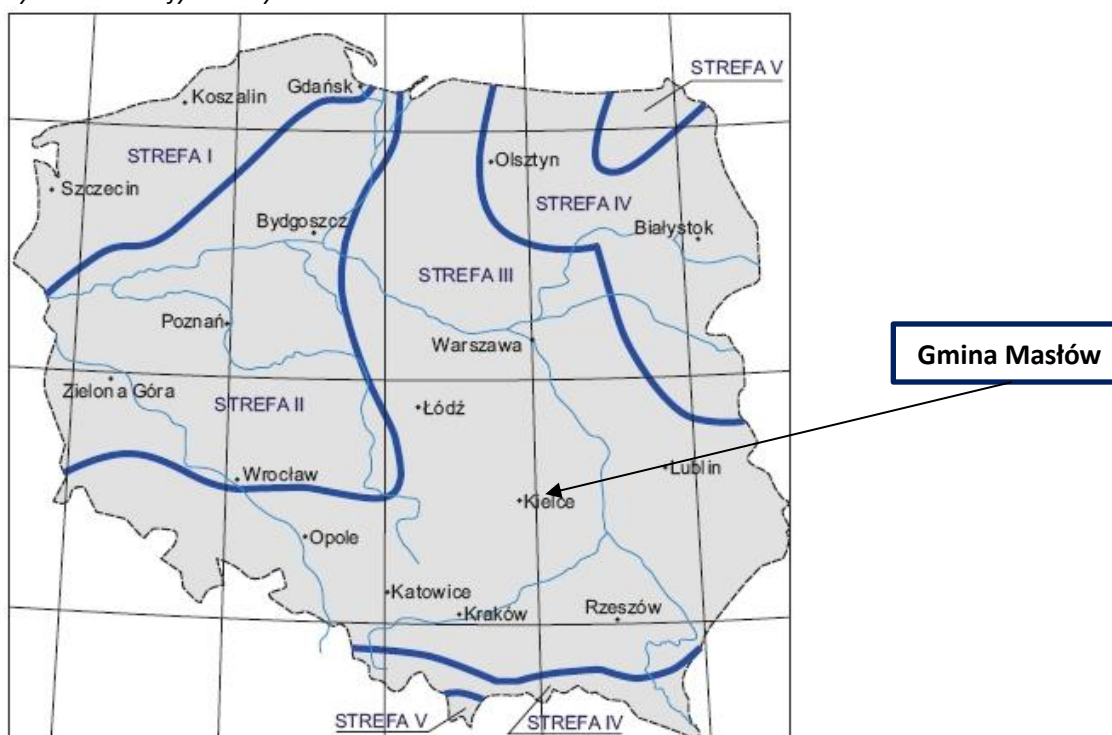 STREFA V
Gdańsk
Koszalin
STREFA I
Olsztyn
Szczecin
STREFA IV
Bydgoszcz
Białystok
STREFA III
Poznań
Warszawa
Gmina Masłów
Zielona Góra
STREFA II
Łódź
Wrocław
Lublin
Kielce
Opole
Katowice
Kraków
Rzeszów
STREFA V
STREFA IV